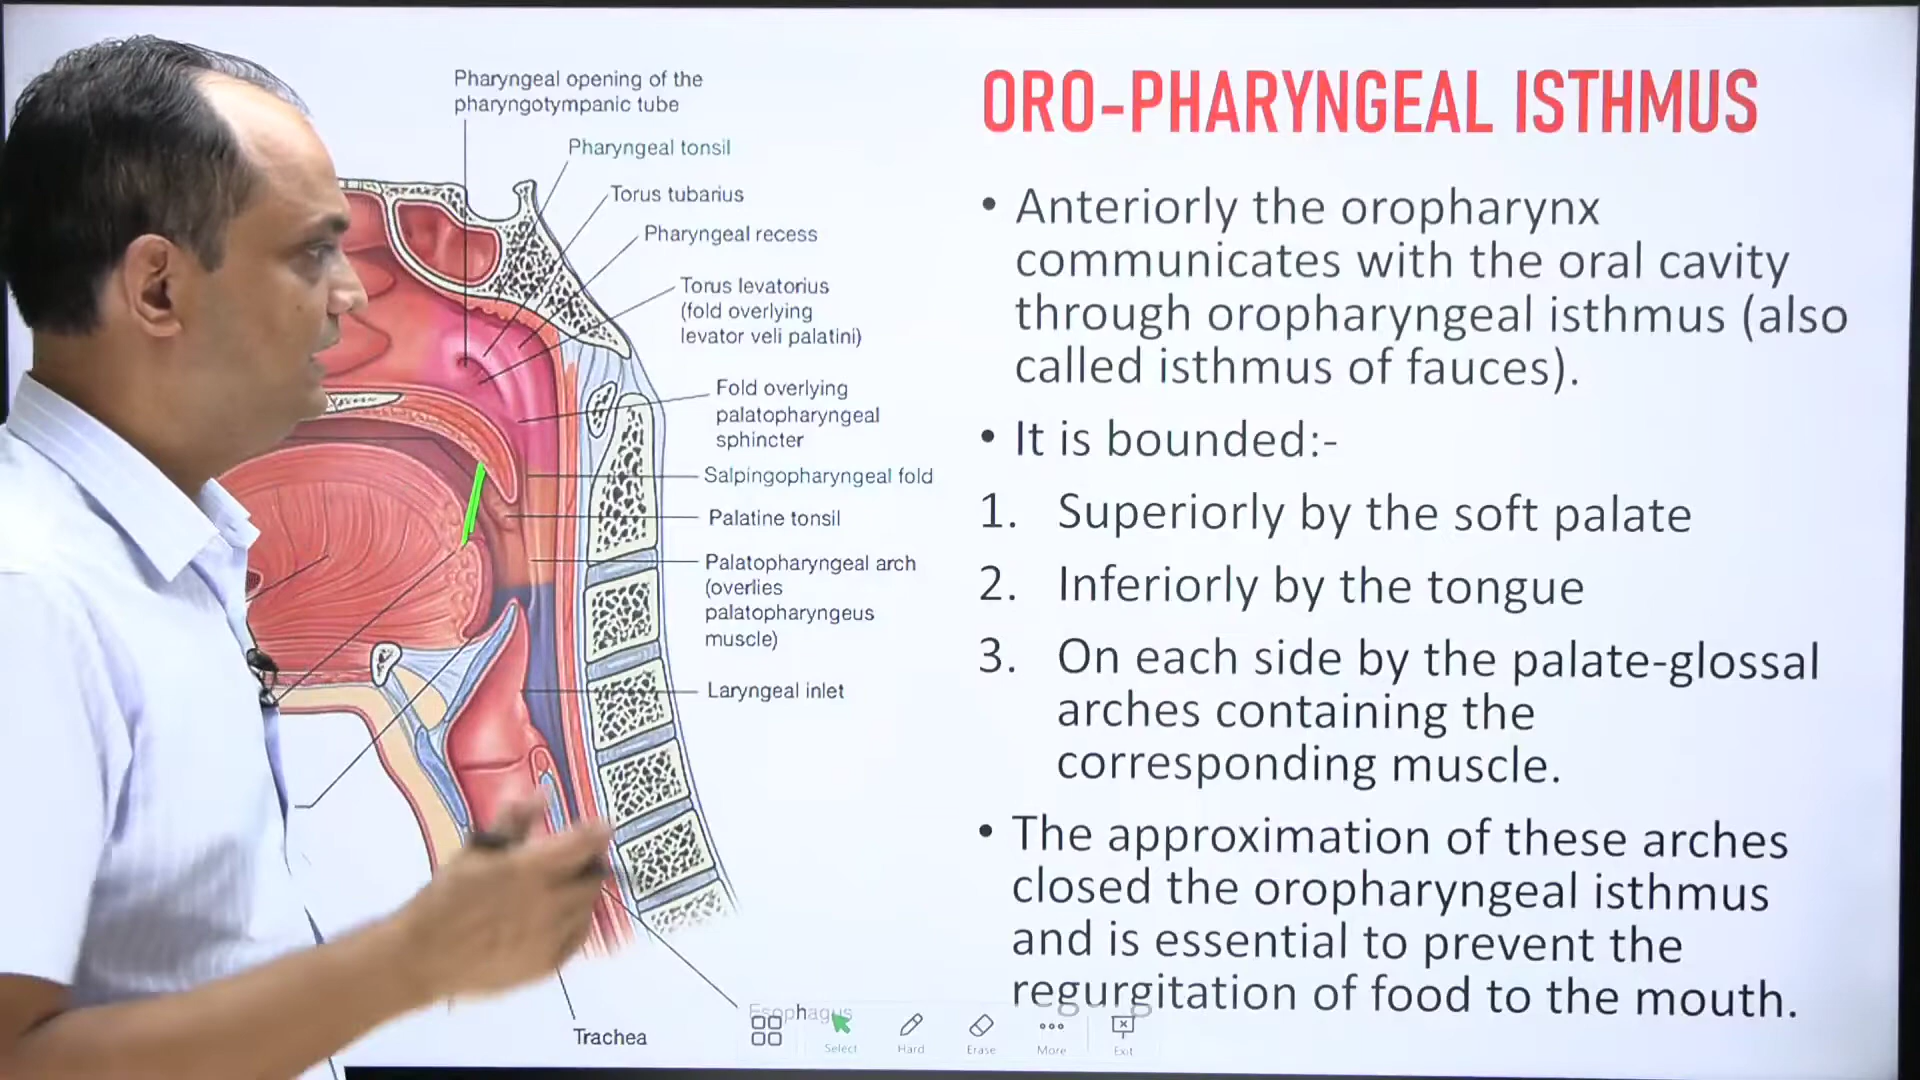 Pharyngeal opening of the
pharyngotympanic tube
Pharyngeal tonsil
Torus tubarius
Pharyngeal recess
Torus levatorius
(fold overlying
levator veli palatini)
Fold overlying
palatopharyngeal
sphincter
Salpingopharyngeal fold
Palatine tonsil
Palatopharyngeal arch
(overlies
palatopharyngeus
muscle)
Laryngeal inlet
Esophagus
Trachea
ORO-PHARYNGEAL ISTHMUS
• Anteriorly the oropharynx
communicates with the oral cavity
through oropharyngeal isthmus (also
called isthmus of fauces).
• It is bounded:-
1. Superiorly by the soft palate
2. Inferiorly by the tongue
3. On each side by the palate-glossal
arches containing the
corresponding muscle.
• The approximation of these arches
closed the oropharyngeal isthmus
and is essential to prevent the
regurgitation of food to the mouth.
Select
Hard
Erase
More
Exit